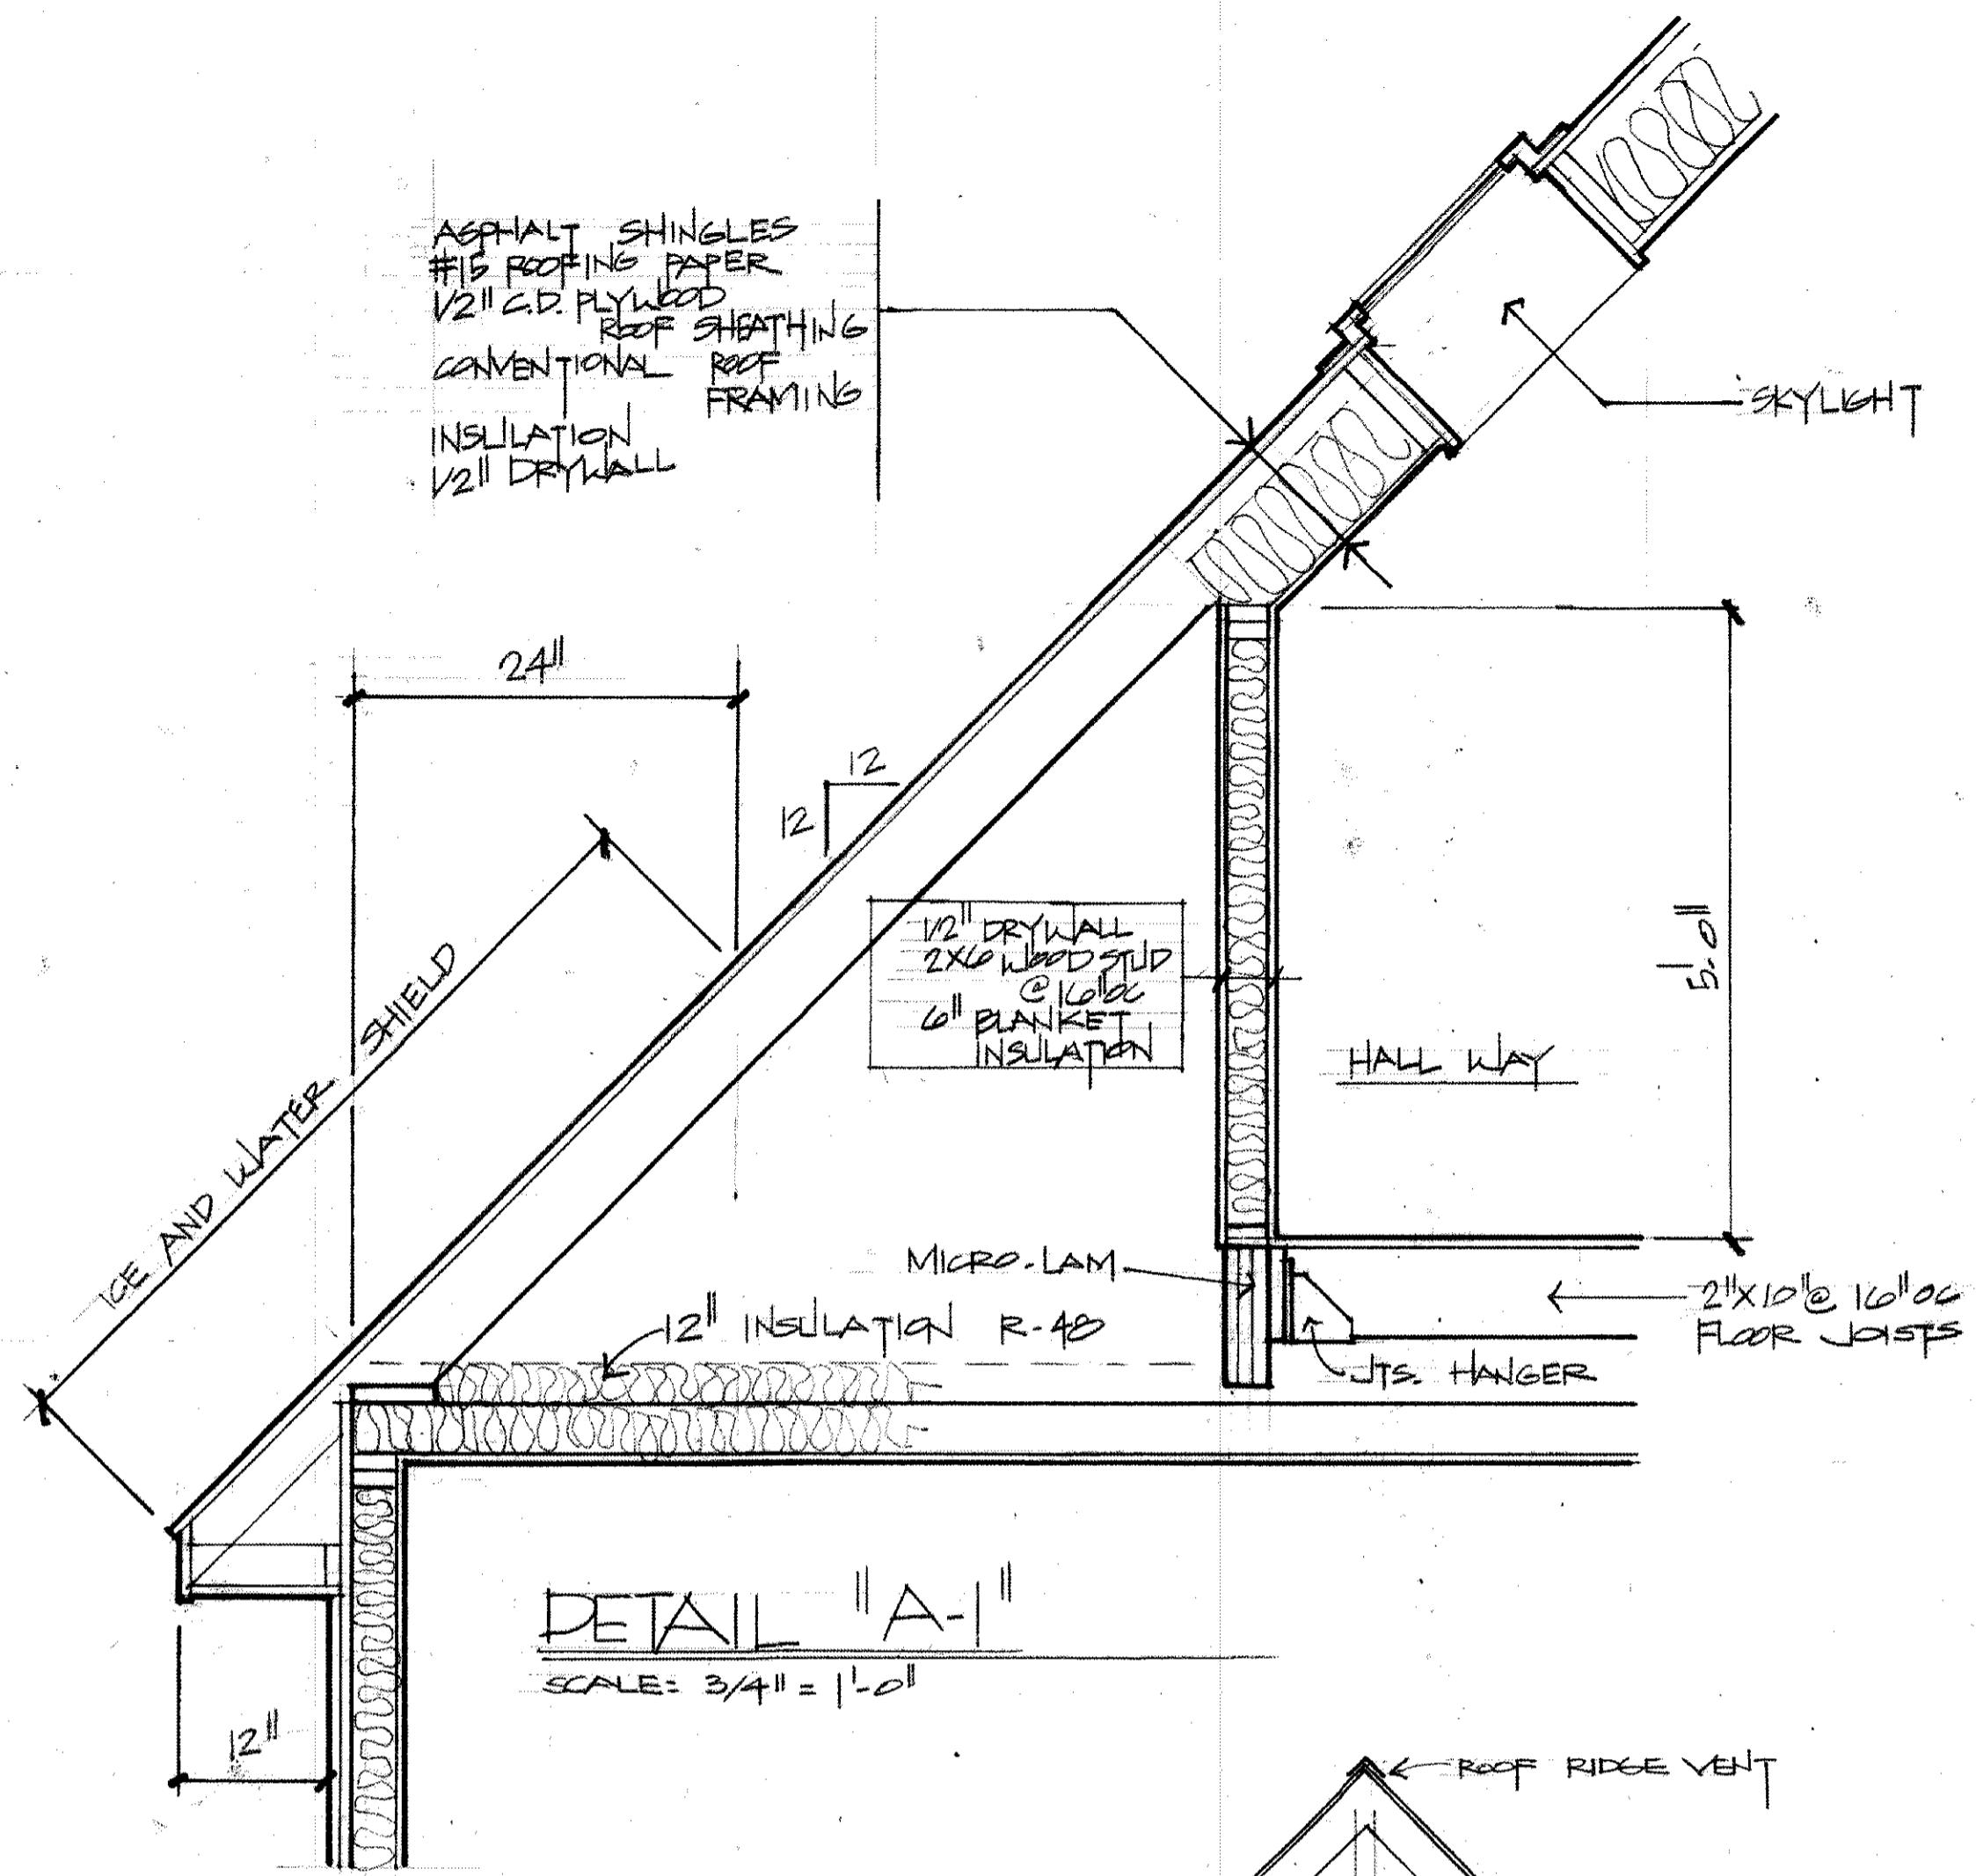 ASPHALT SHINGLES
#15 ROOFING PAPER
1/2" C.D. PLYWOOD
ROOF SHEATHING
CONVENTIONAL ROOF
FRAMING
INSULATION
1/2" DRYWALL
SKYLIGHT
24"
12
12
ICE AND WATER SHIELD
1/2" DRYWALL
2X6 WOOD STUD
@ 16" OC
6" BLANKET
INSULATION
HALL WAY
5'-0"
MICRO-LAM
2"X10" @ 16" OC
FLOOR JOISTS
12" INSULATION R-48
JTS. HANGER
DETAIL "A-1"
SCALE: 3/4" = 1'-0"
12"
ROOF RIDGE VENT